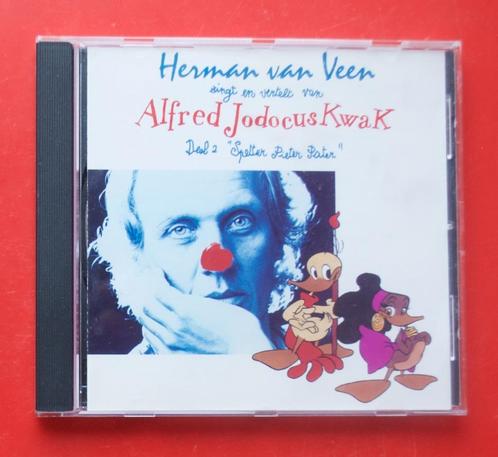 Herman van Veen
zingt en vertelt van
Alfred Jodocus Kwak
Deel 2 "Spetter Pieter Pater"